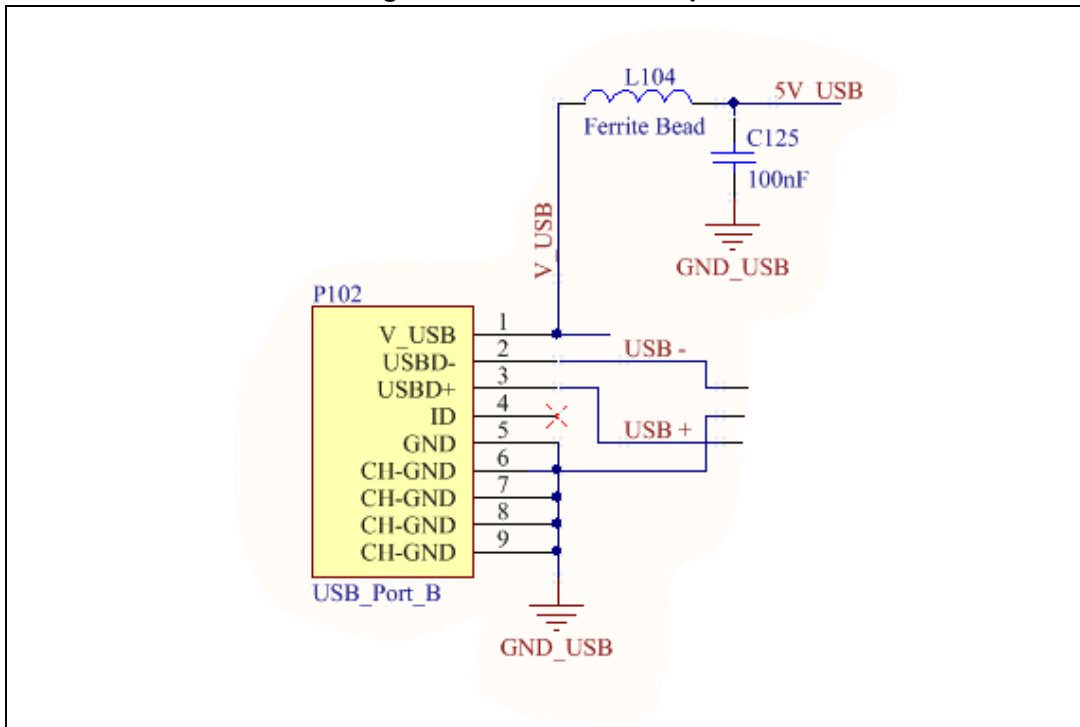 L104
5V_USB
Ferrite Bead
C125
100nF
V_USB
GND_USB
P102
V_USB 1
USBD- 2
USBD+ 3
ID 4
GND 5
CH-GND 6
CH-GND 7
CH-GND 8
CH-GND 9
USB -
USB +
USB_Port_B
GND_USB